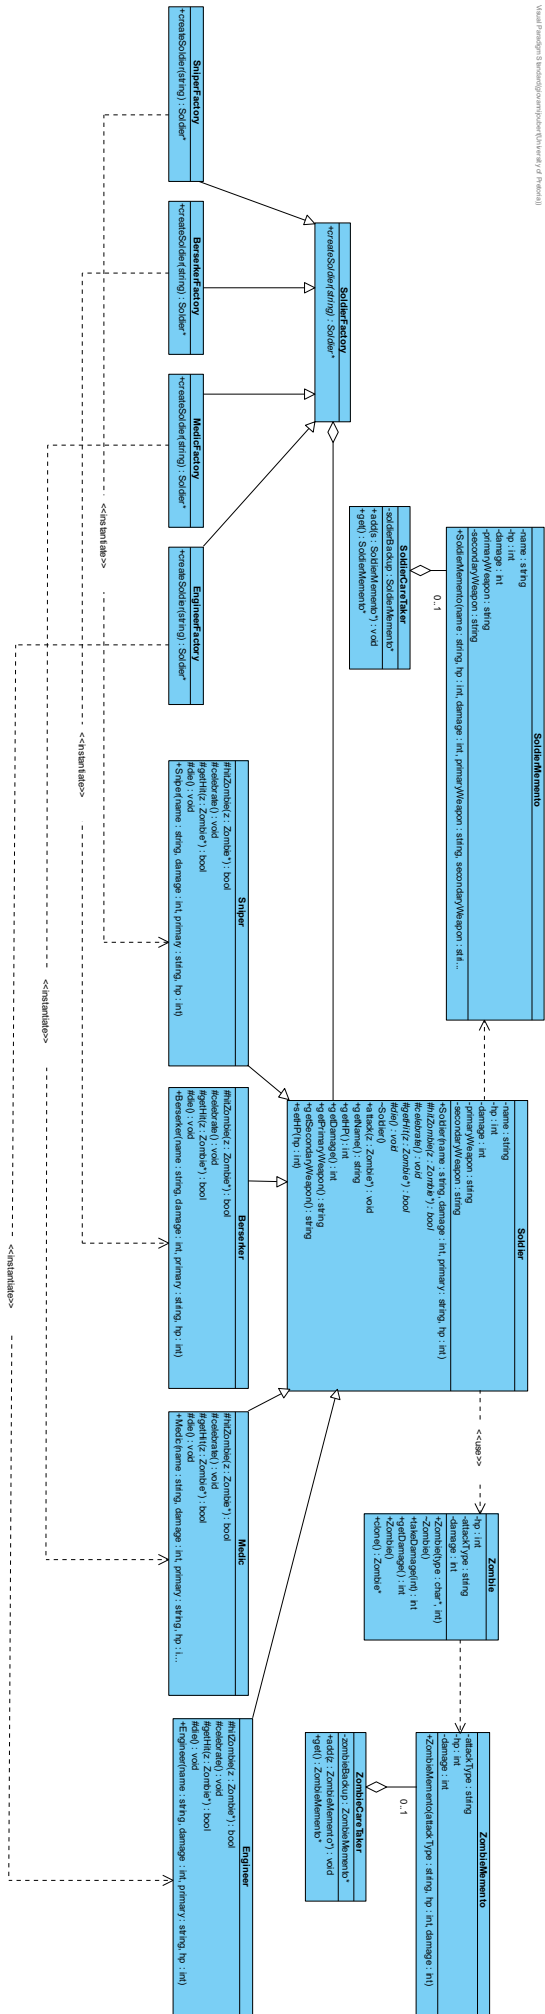 Visual Paradigm Standard(giovannijoubert(University of Pretoria))
SniperFactory
+createSoldier(string) : Soldier*
BerserkerFactory
+createSoldier(string) : Soldier*
MedicFactory
+createSoldier(string) : Soldier*
EngineerFactory
+createSoldier(string) : Soldier*
SoldierFactory
+createSoldier(string) : Soldier*
SoldierCareTaker
-soldierBackup : SoldierMemento*
+add(s : SoldierMemento*) : void
+get() : SoldierMemento*
0..1
SoldierMemento
-name : string
-hp : int
-damage : int
-primaryWeapon : string
-secondaryWeapon : string
+SoldierMemento(name : string, hp : int, damage : int, primaryWeapon : string, secondaryWeapon : stri...
<<instantiate>>
<<instantiate>>
<<instantiate>>
<<instantiate>>
Sniper
#hitZombie(z : Zombie*) : bool
#celebrate() : void
#getHit(z : Zombie*) : bool
#die() : void
+Sniper(name : string, damage : int, primary : string, hp : int)
Berserker
#hitZombie(z : Zombie*) : bool
#celebrate() : void
#getHit(z : Zombie*) : bool
#die() : void
+Berserker(name : string, damage : int, primary : string, hp : int)
Medic
#hitZombie(z : Zombie*) : bool
#celebrate() : void
#getHit(z : Zombie*) : bool
#die() : void
+Medic(name : string, damage : int, primary : string, hp : i...
Engineer
#hitZombie(z : Zombie*) : bool
#celebrate() : void
#getHit(z : Zombie*) : bool
#die() : void
+Engineer(name : string, damage : int, primary : string, hp : int)
Soldier
-name : string
-hp : int
-damage : int
-primaryWeapon : string
-secondaryWeapon : string
+Soldier(name : string, damage : int, primary : string, hp : int)
#hitZombie(z : Zombie*) : bool
#celebrate() : void
#getHit(z : Zombie*) : bool
#die() : void
~Soldier()
+attack(z : Zombie*) : void
+getName() : string
+getHP() : int
+getDamage() : int
+getPrimaryWeapon() : string
+getSecondaryWeapon() : string
+setHP(hp : int)
<<use>>
Zombie
-hp : int
-attackType : string
-damage : int
+Zombie(type : char*, int)
~Zombie()
+takeDamage(int) : int
+getDamage() : int
+Zombie()
+clone() : Zombie*
ZombieCareTaker
-zombieBackup : ZombieMemento*
+add(z : ZombieMemento*) : void
+get() : ZombieMemento*
0..1
ZombieMemento
-attackType : string
-hp : int
-damage : int
+ZombieMemento(attackType : string, hp : int, damage : int)